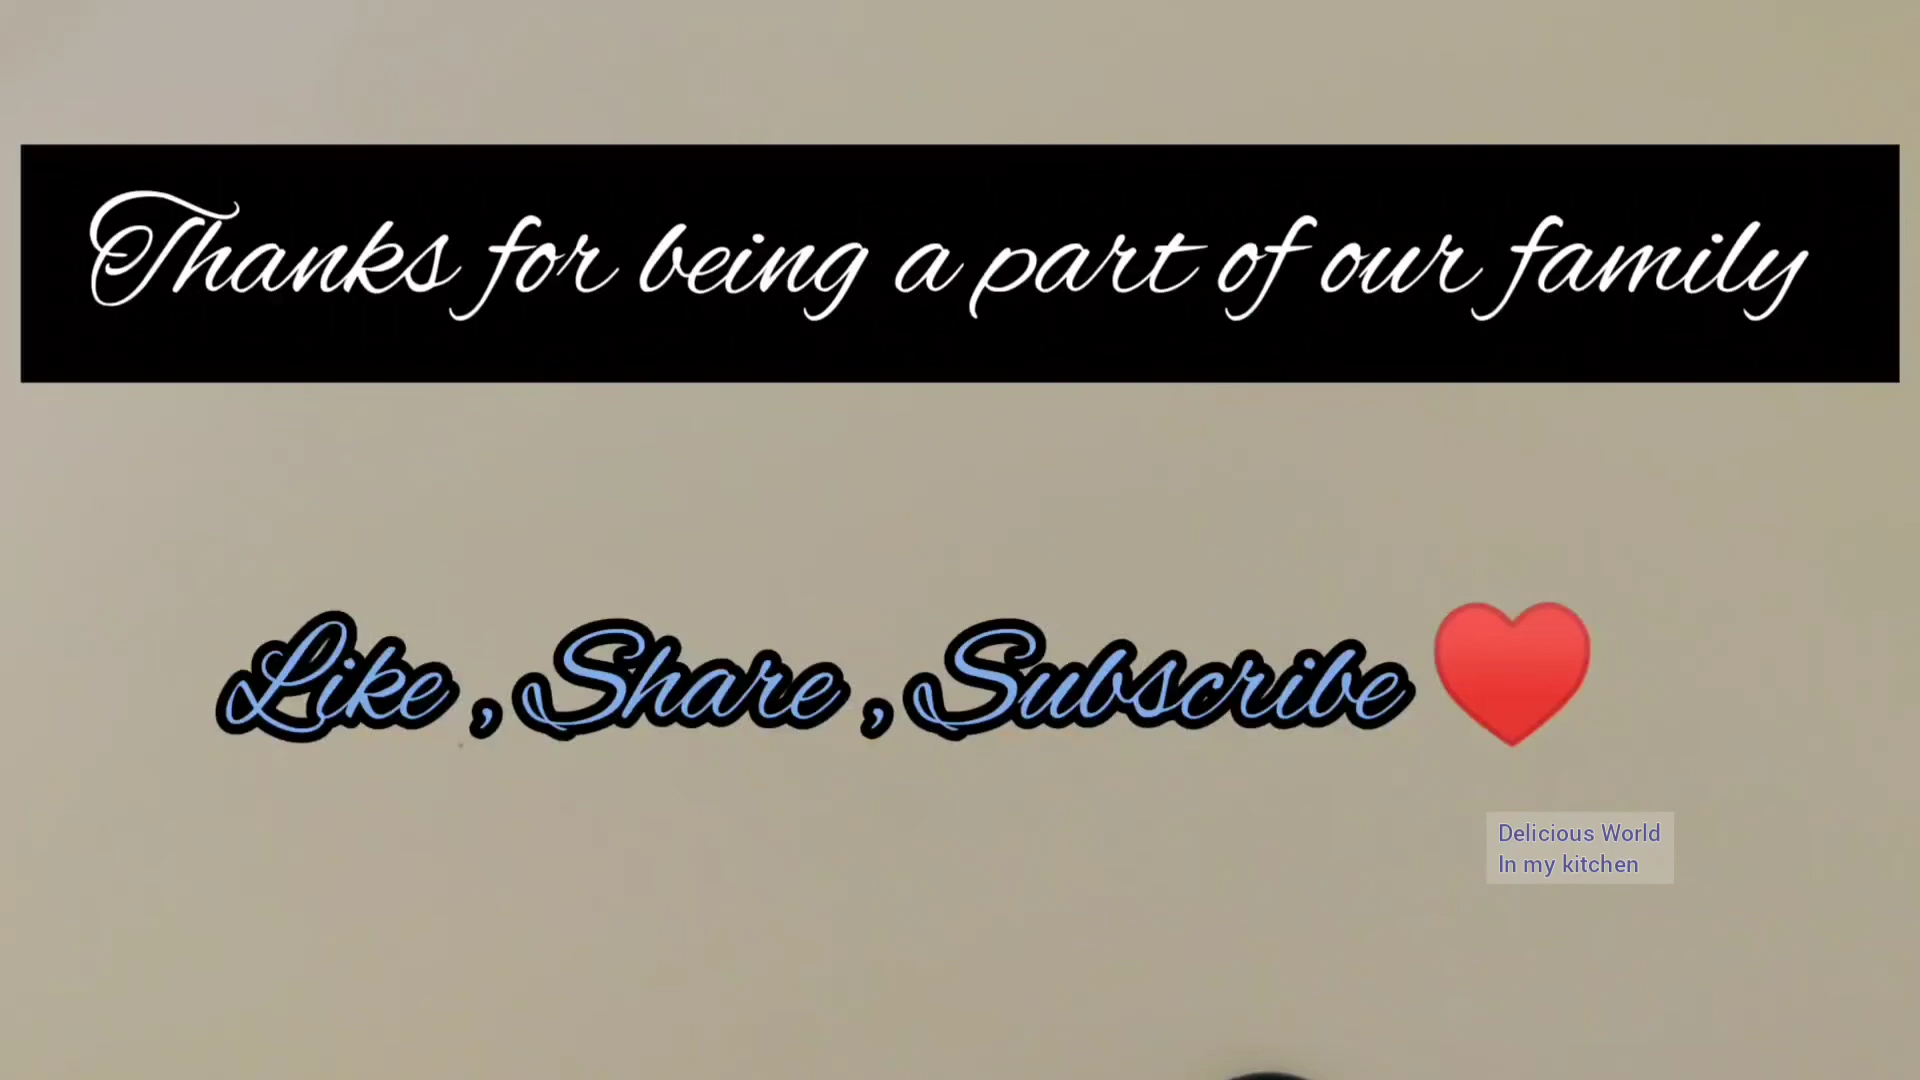 Thanks for being a part of our family
Like , Share , Subscribe ❤️
Delicious World
In my kitchen